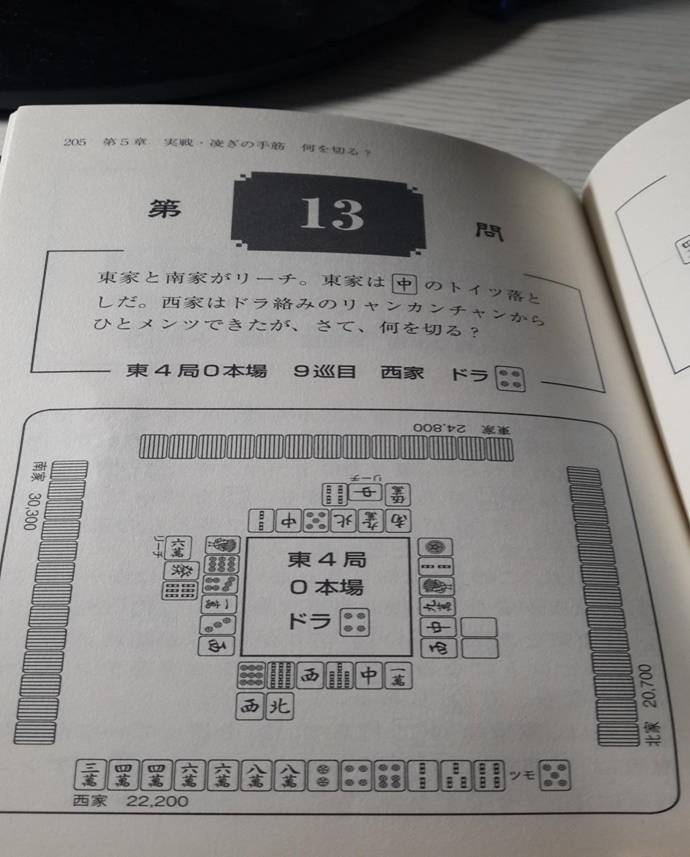 205 第5章 実戦・凌ぎの手筋 何を切る?
第 13 問
東家と南家がリーチ。東家は中のトイツ落と
しだ。西家はドラ絡みのリャンカンチャンから
ひとメンツできたが、さて、何を切る?
東4局0本場 9巡目 西家 ドラ
東家 24,800
南家 30,300
リーチ
伍萬
南 九萬 北 中
リーチ
六萬
發
一萬
西
東4局
0本場
ドラ
九萬
中
西
西 中 一萬
西 北
北家 20,700
三萬 四萬 四萬 六萬 六萬 八萬 八萬 ツモ
西家 22,200